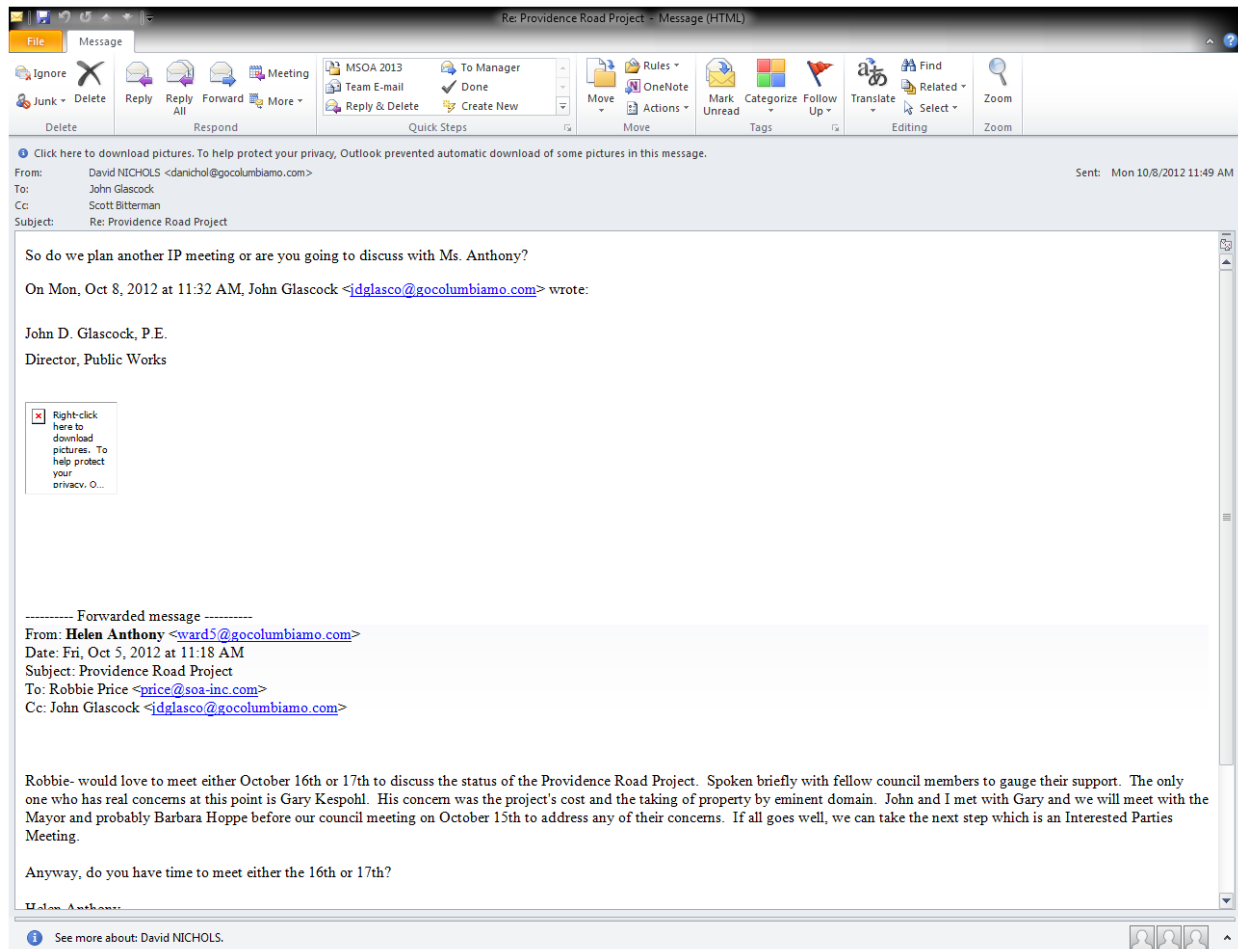 Re: Providence Road Project - Message (HTML)
File Message
Ignore
Junk
Delete
Reply
Reply All
Forward
Meeting
More
MSOA 2013
Team E-mail
Reply & Delete
To Manager
Done
Create New
Move
Rules
OneNote
Actions
Mark Unread
Categorize
Follow Up
Translate
Find
Related
Select
Zoom
Delete Respond Quick Steps Move Tags Editing Zoom
Click here to download pictures. To help protect your privacy, Outlook prevented automatic download of some pictures in this message.
From: David NICHOLS <danichol@gocolumbiamo.com> Sent: Mon 10/8/2012 11:49 AM
To: John Glascock
Cc: Scott Bitterman
Subject: Re: Providence Road Project
So do we plan another IP meeting or are you going to discuss with Ms. Anthony?
On Mon, Oct 8, 2012 at 11:32 AM, John Glascock <jdglasco@gocolumbiamo.com> wrote:
John D. Glascock, P.E.
Director, Public Works
Right-click
here to
download
pictures. To
help protect
your
privacy, O...
---------- Forwarded message ----------
From: Helen Anthony <ward5@gocolumbiamo.com>
Date: Fri, Oct 5, 2012 at 11:18 AM
Subject: Providence Road Project
To: Robbie Price <price@soa-inc.com>
Cc: John Glascock <jdglasco@gocolumbiamo.com>
Robbie- would love to meet either October 16th or 17th to discuss the status of the Providence Road Project. Spoken briefly with fellow council members to gauge their support. The only
one who has real concerns at this point is Gary Kespohl. His concern was the project's cost and the taking of property by eminent domain. John and I met with Gary and we will meet with the
Mayor and probably Barbara Hoppe before our council meeting on October 15th to address any of their concerns. If all goes well, we can take the next step which is an Interested Parties
Meeting.
Anyway, do you have time to meet either the 16th or 17th?
Helen Anthony
See more about: David NICHOLS.